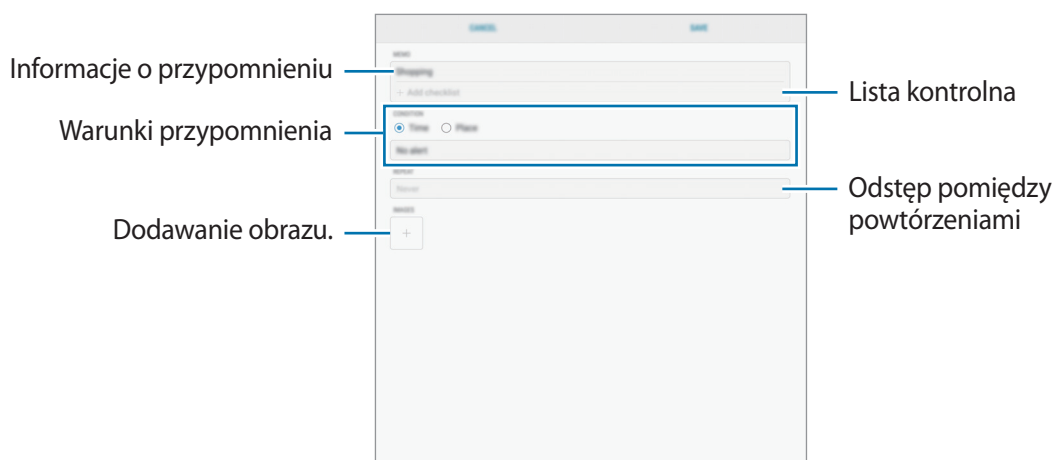 CANCEL
SAVE
MEMO
Informacje o przypomnieniu
Shopping
+ Add checklist
Lista kontrolna
CONDITION
Warunki przypomnienia
Time
Place
No alert
REPEAT
Never
Odstęp pomiędzy
powtórzeniami
IMAGES
Dodawanie obrazu.
+